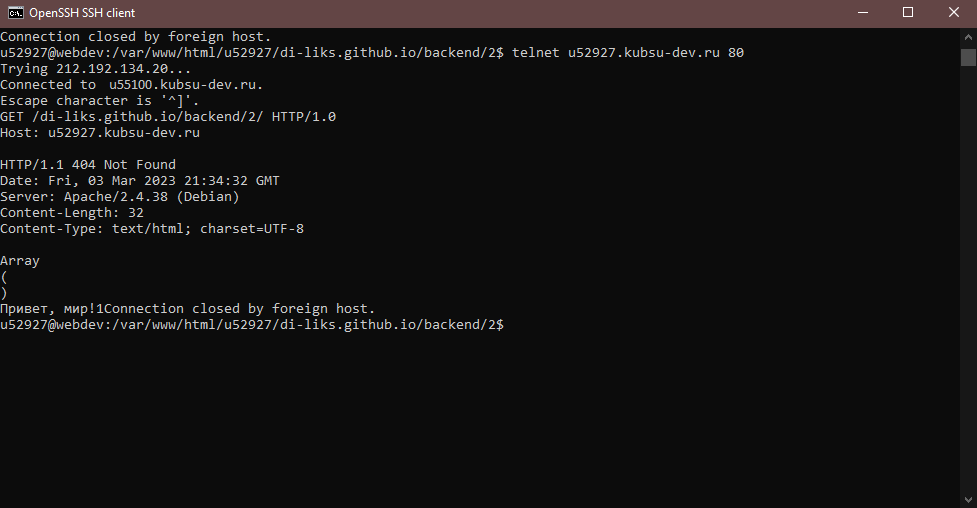 OpenSSH SSH client
Connection closed by foreign host.
u52927@webdev:/var/www/html/u52927/di-liks.github.io/backend/2$ telnet u52927.kubsu-dev.ru 80
Trying 212.192.134.20...
Connected to u55100.kubsu-dev.ru.
Escape character is '^]'.
GET /di-liks.github.io/backend/2/ HTTP/1.0
Host: u52927.kubsu-dev.ru
HTTP/1.1 404 Not Found
Date: Fri, 03 Mar 2023 21:34:32 GMT
Server: Apache/2.4.38 (Debian)
Content-Length: 32
Content-Type: text/html; charset=UTF-8
Array
(
)
Привет, мир!1Connection closed by foreign host.
u52927@webdev:/var/www/html/u52927/di-liks.github.io/backend/2$